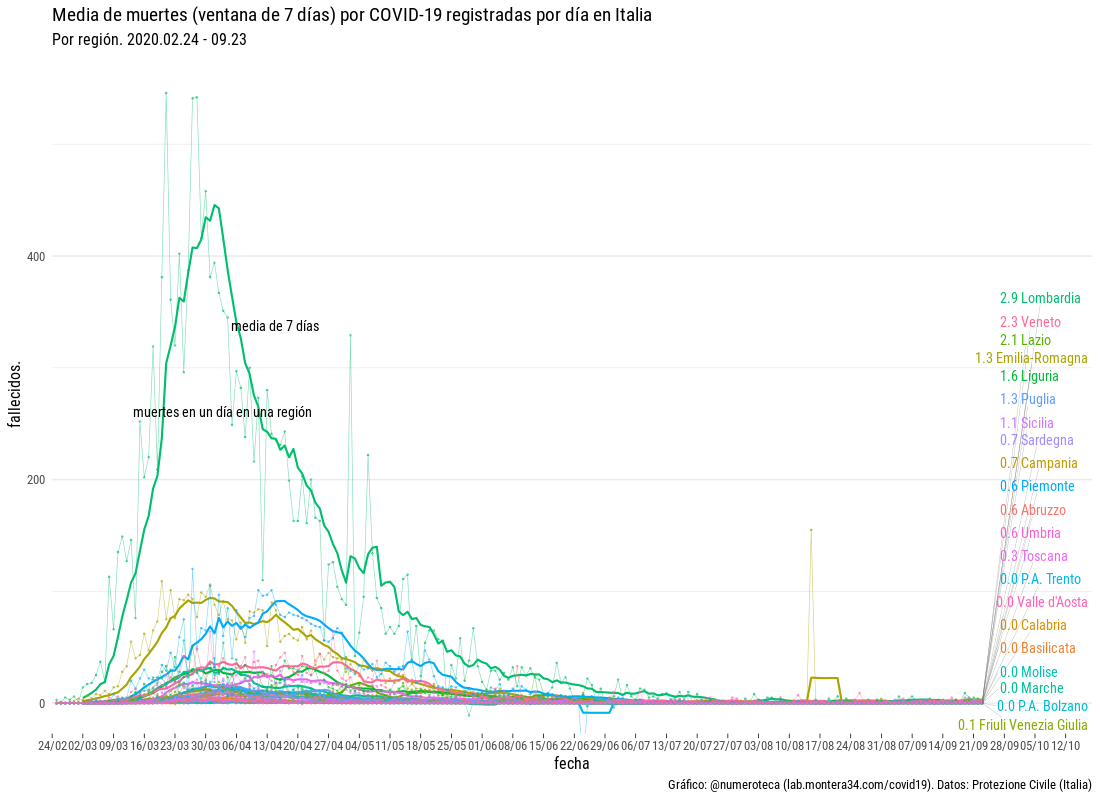 Media de muertes (ventana de 7 días) por COVID-19 registradas por día en Italia
Por región. 2020.02.24 - 09.23
fallecidos.
400
200
0
media de 7 días
muertes en un día en una región
2.9 Lombardia
2.3 Veneto
2.1 Lazio
1.3 Emilia-Romagna
1.6 Liguria
1.3 Puglia
1.1 Sicilia
0.7 Sardegna
0.7 Campania
0.6 Piemonte
0.6 Abruzzo
0.6 Umbria
0.3 Toscana
0.0 P.A. Trento
0.0 Valle d'Aosta
0.0 Calabria
0.0 Basilicata
0.0 Molise
0.0 Marche
0.0 P.A. Bolzano
0.1 Friuli Venezia Giulia
24/02 02/03 09/03 16/03 23/03 30/03 06/04 13/04 20/04 27/04 04/05 11/05 18/05 25/05 01/06 08/06 15/06 22/06 29/06 06/07 13/07 20/07 27/07 03/08 10/08 17/08 24/08 31/08 07/09 14/09 21/09 28/09 05/10 12/10
fecha
Gráfico: @numeroteca (lab.montera34.com/covid19). Datos: Protezione Civile (Italia)